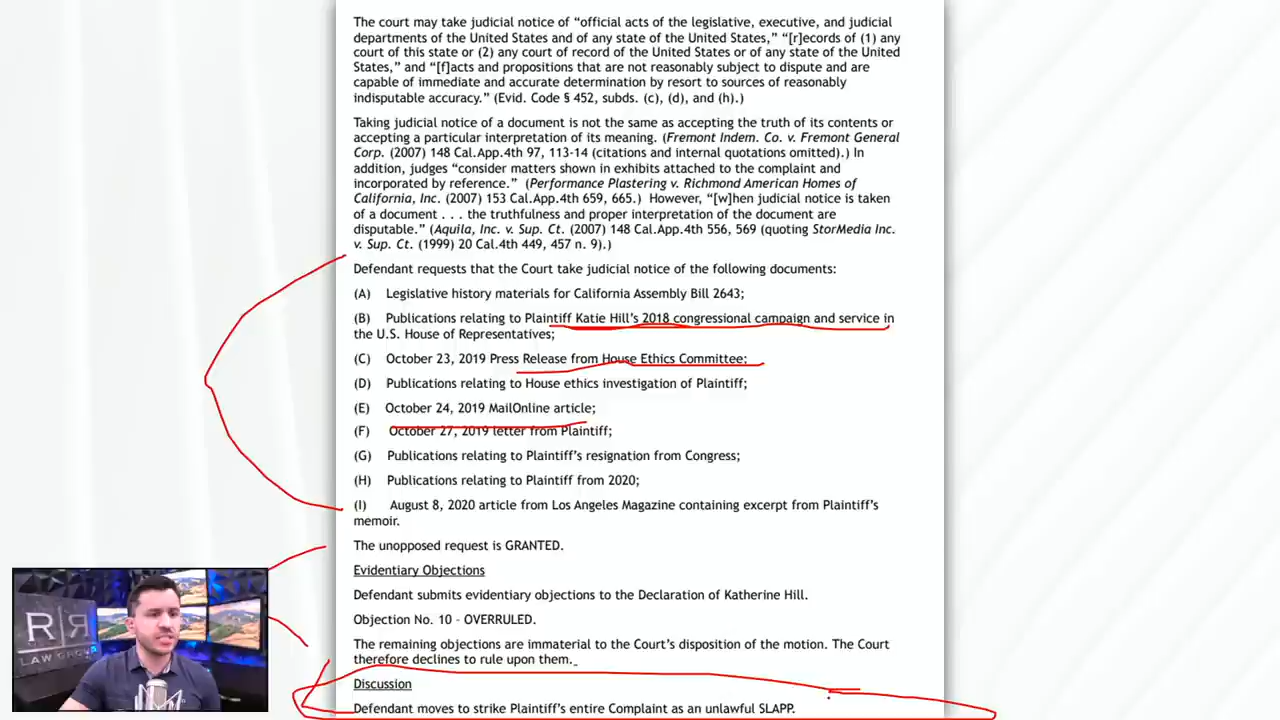 The court may take judicial notice of “official acts of the legislative, executive, and judicial
departments of the United States and of any state of the United States,” “[r]ecords of (1) any
court of this state or (2) any court of record of the United States or of any state of the United
States,” and “[f]acts and propositions that are not reasonably subject to dispute and are
capable of immediate and accurate determination by resort to sources of reasonably
indisputable accuracy.” (Evid. Code § 452, subds. (c), (d), and (h).)
Taking judicial notice of a document is not the same as accepting the truth of its contents or
accepting a particular interpretation of its meaning. (Fremont Indem. Co. v. Fremont General
Corp. (2007) 148 Cal.App.4th 97, 113-14 (citations and internal quotations omitted).) In
addition, judges “consider matters shown in exhibits attached to the complaint and
incorporated by reference.” (Performance Plastering v. Richmond American Homes of
California, Inc. (2007) 153 Cal.App.4th 659, 665.) However, “[w]hen judicial notice is taken
of a document . . . the truthfulness and proper interpretation of the document are
disputable.” (Aquila, Inc. v. Sup. Ct. (2007) 148 Cal.App.4th 556, 569 (quoting StorMedia Inc.
v. Sup. Ct. (1999) 20 Cal.4th 449, 457 n. 9).)
Defendant requests that the Court take judicial notice of the following documents:
(A) Legislative history materials for California Assembly Bill 2643;
(B) Publications relating to Plaintiff Katie Hill’s 2018 congressional campaign and service in
the U.S. House of Representatives;
(C) October 23, 2019 Press Release from House Ethics Committee;
(D) Publications relating to House ethics investigation of Plaintiff;
(E) October 24, 2019 MailOnline article;
(F) October 27, 2019 letter from Plaintiff;
(G) Publications relating to Plaintiff’s resignation from Congress;
(H) Publications relating to Plaintiff from 2020;
(I) August 8, 2020 article from Los Angeles Magazine containing excerpt from Plaintiff’s
memoir.
The unopposed request is GRANTED.
Evidentiary Objections
Defendant submits evidentiary objections to the Declaration of Katherine Hill.
Objection No. 10 - OVERRULED.
The remaining objections are immaterial to the Court’s disposition of the motion. The Court
therefore declines to rule upon them.
Discussion
Defendant moves to strike Plaintiff’s entire Complaint as an unlawful SLAPP.
R R
LAW GROUP